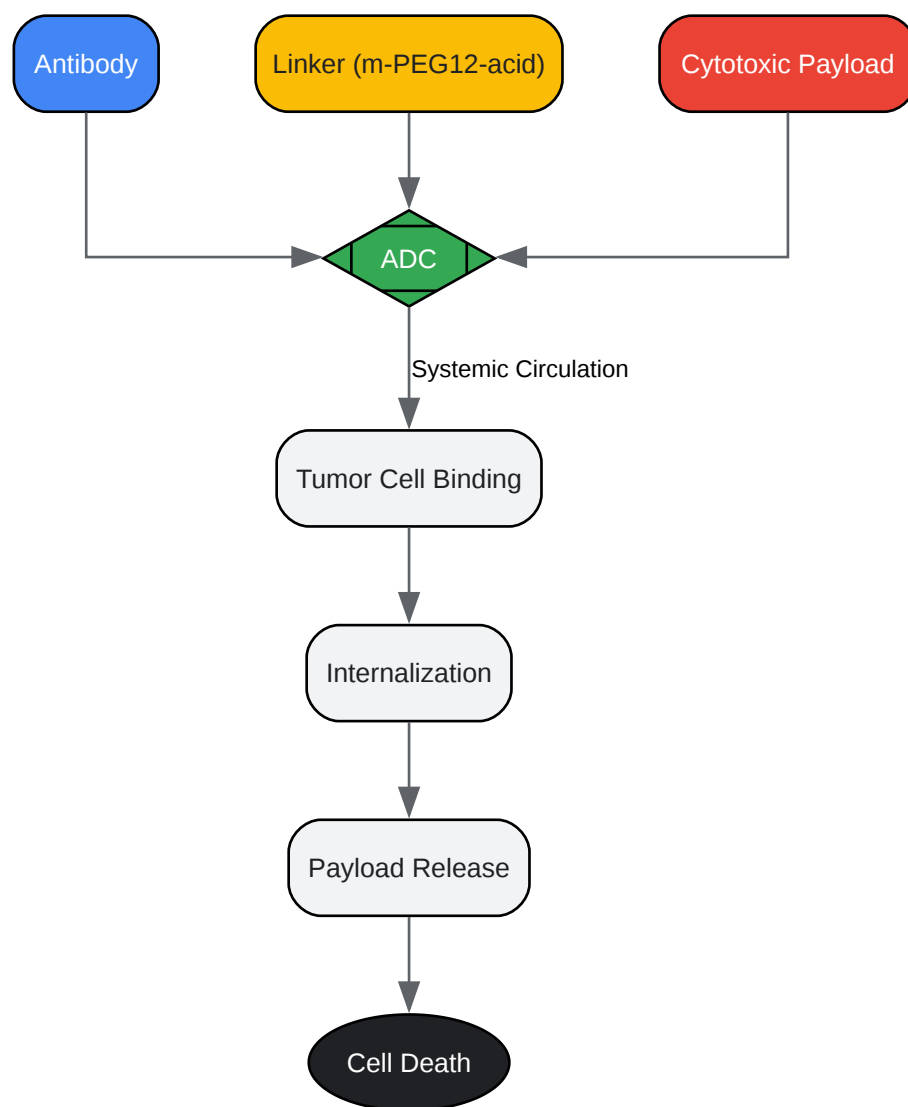 Antibody
Linker (m-PEG12-acid)
Cytotoxic Payload
ADC
Systemic Circulation
Tumor Cell Binding
Internalization
Payload Release
Cell Death